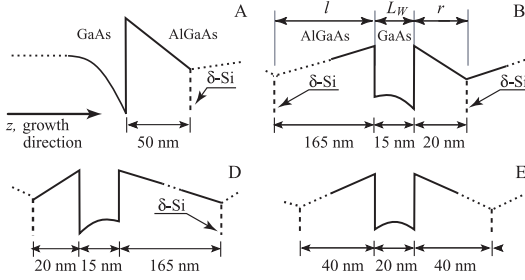 A
GaAs
AlGaAs
δ-Si
z, growth
direction
50 nm
B
l
L_W
r
AlGaAs
GaAs
δ-Si
δ-Si
165 nm
15 nm
20 nm
D
δ-Si
20 nm
15 nm
165 nm
E
40 nm
20 nm
40 nm